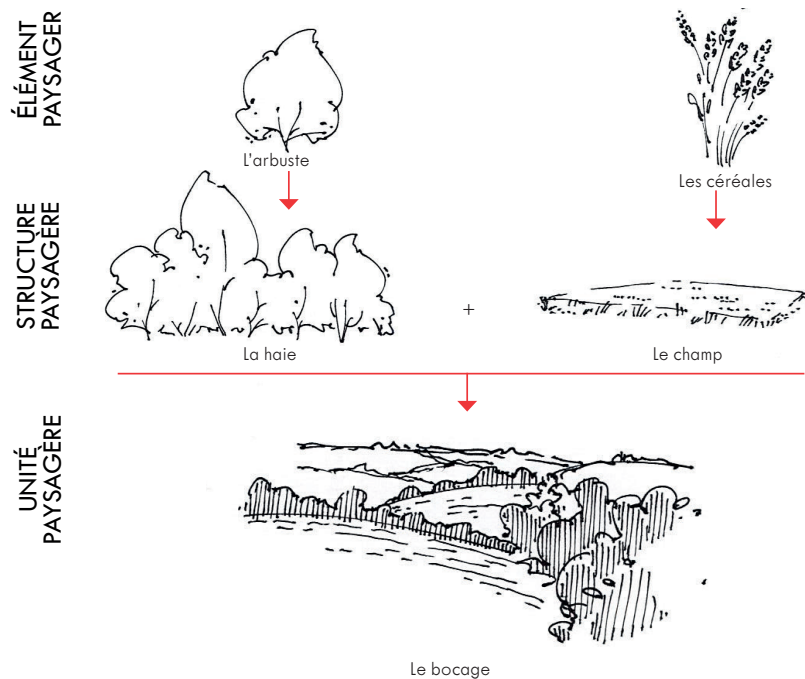 ÉLÉMENT
PAYSAGER
L'arbuste
Les céréales
STRUCTURE
PAYSAGÈRE
+
La haie
Le champ
UNITÉ
PAYSAGÈRE
Le bocage